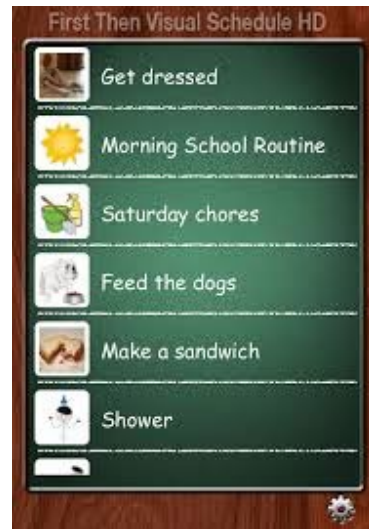 First Then Visual Schedule HD
Get dressed
Morning School Routine
Saturday chores
Feed the dogs
Make a sandwich
Shower